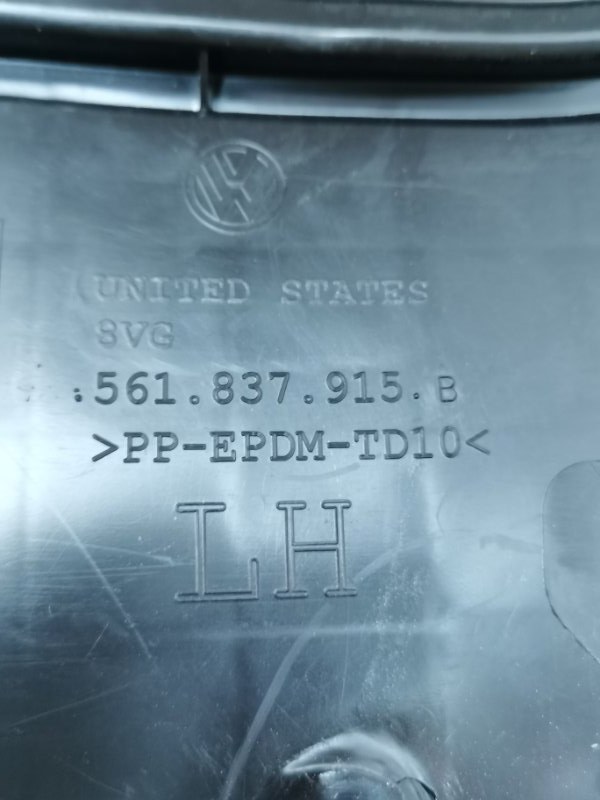 UNITED STATES
8VG
561.837.915.B
>PP-EPDM-TD10<
LH